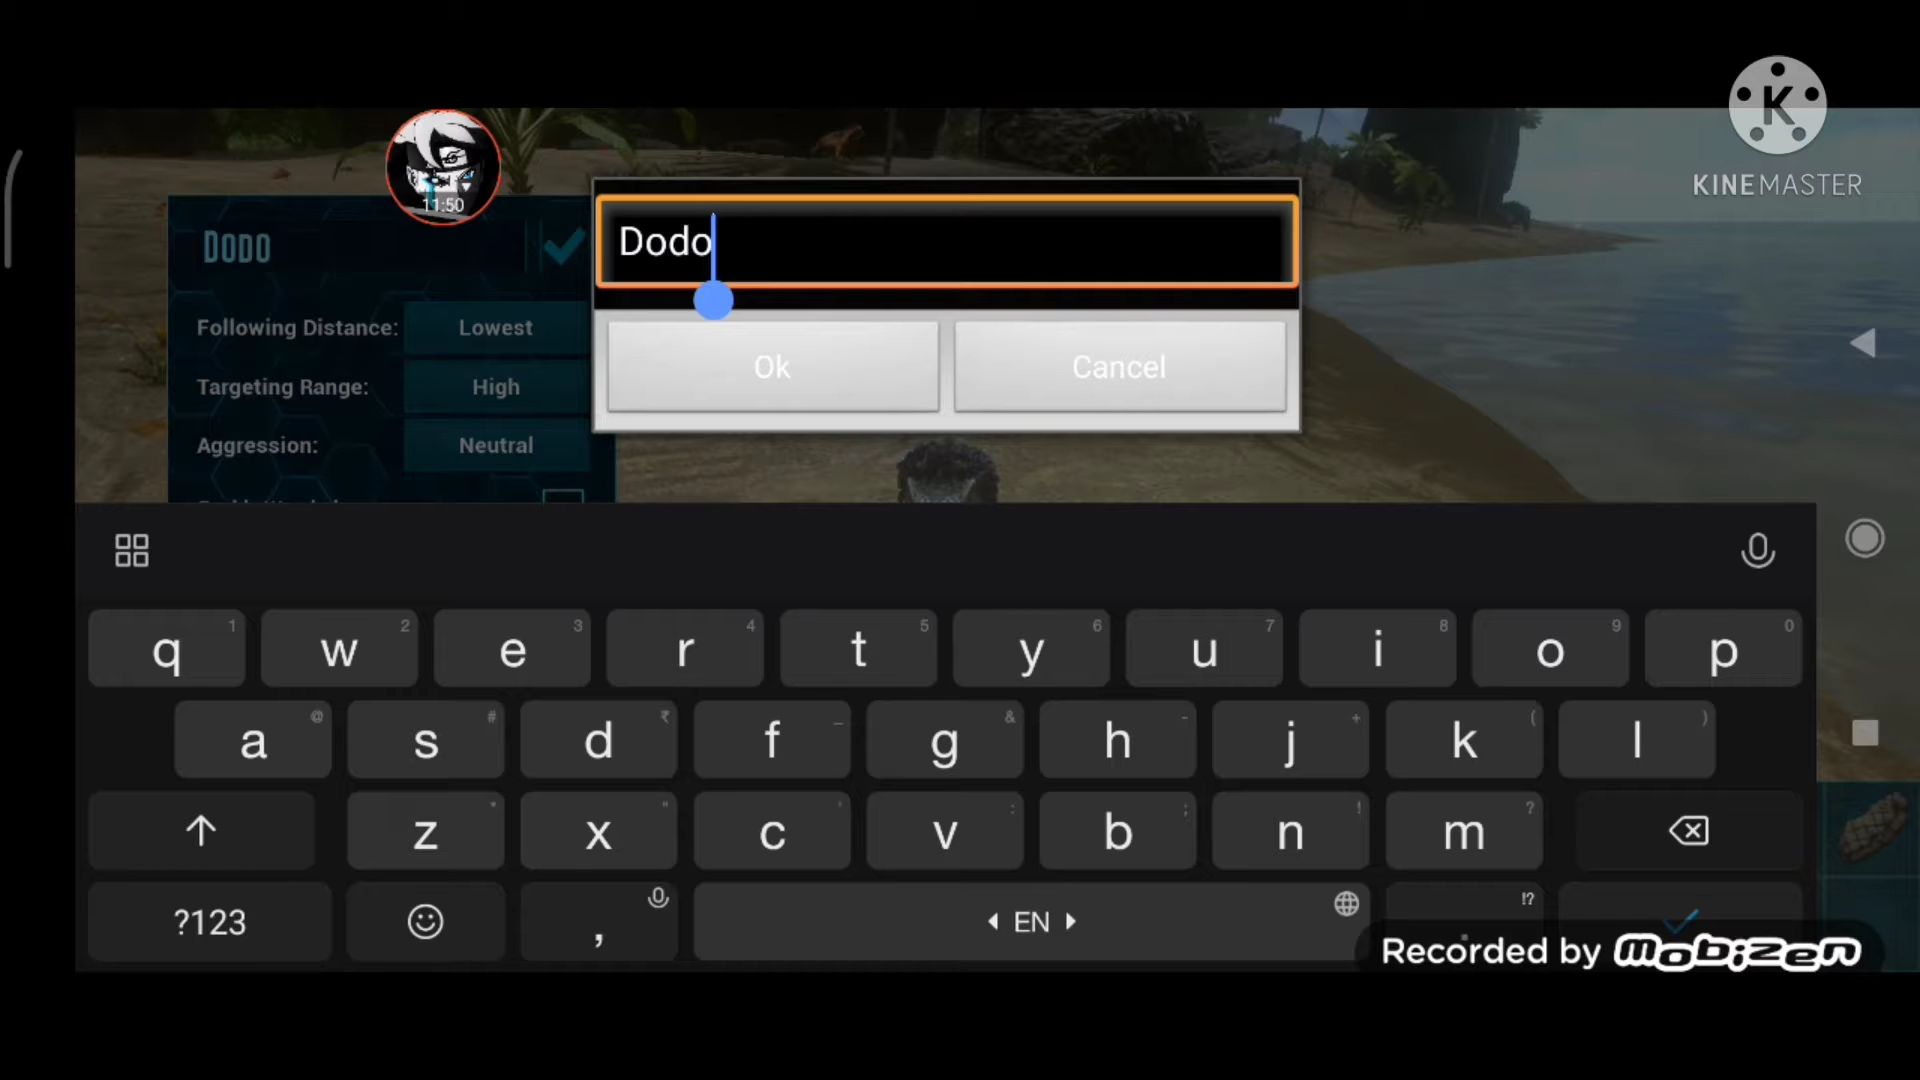 K
KINEMASTER
11:50
DODO
Dodo
Following Distance: Lowest
Ok Cancel
Targeting Range: High
Aggression: Neutral
1 2 3 4 5 6 7 8 9 0
q w e r t y u i o p
@ # ₹ _ & - + ( )
a s d f g h j k l
* " ' : ; ! ?
z x c v b n m
?123 , EN . !?
Recorded by mobizen